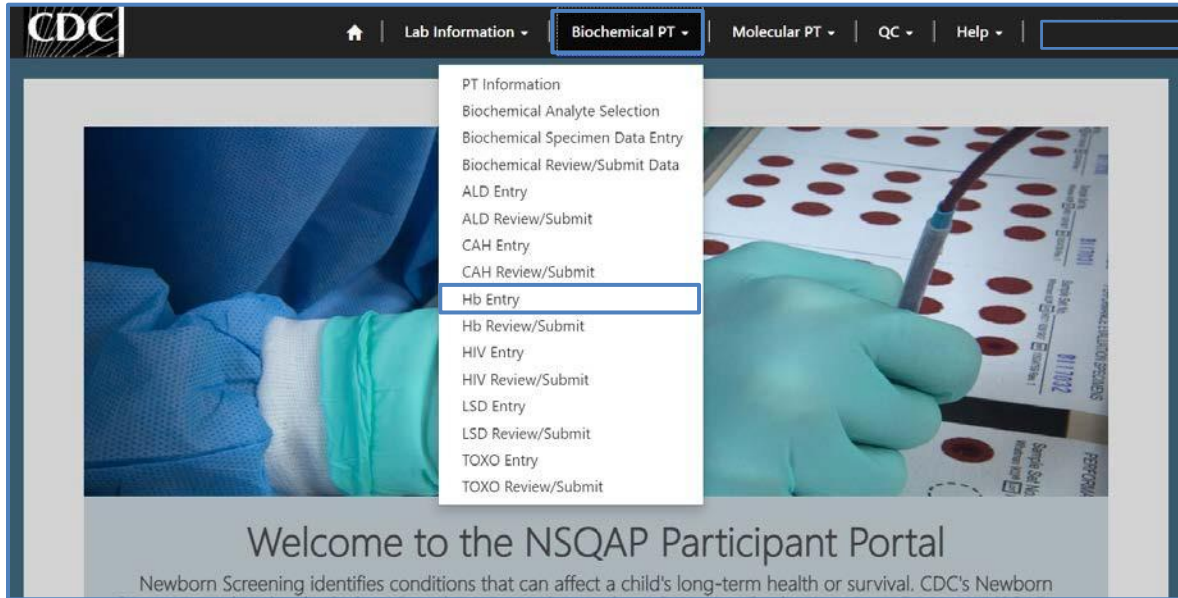 CDC
Lab Information
Biochemical PT
Molecular PT
QC
Help
PT Information
Biochemical Analyte Selection
Biochemical Specimen Data Entry
Biochemical Review/Submit Data
ALD Entry
ALD Review/Submit
CAH Entry
CAH Review/Submit
Hb Entry
Hb Review/Submit
HIV Entry
HIV Review/Submit
LSD Entry
LSD Review/Submit
TOXO Entry
TOXO Review/Submit
8117031
8117032
Welcome to the NSQAP Participant Portal
Newborn Screening identifies conditions that can affect a child's long-term health or survival. CDC's Newborn